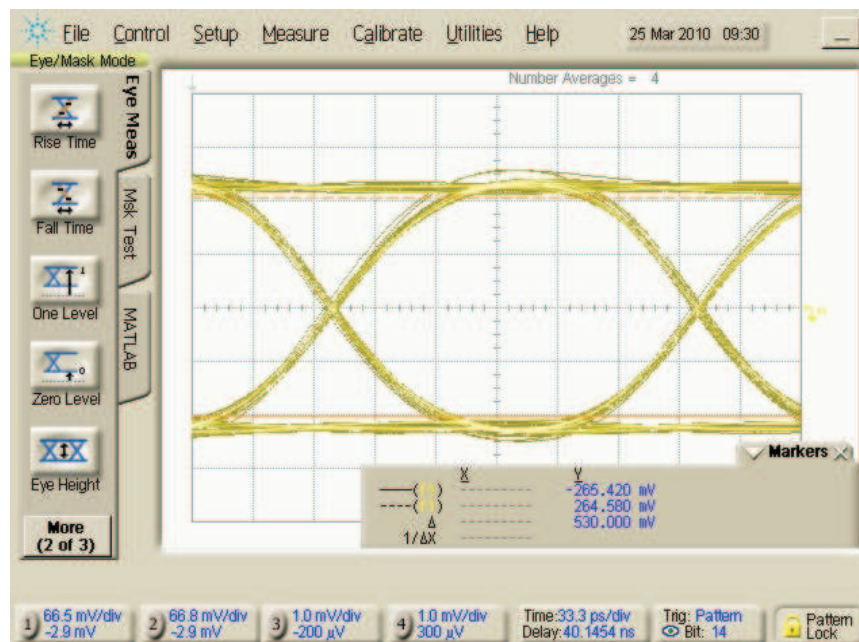 File Control Setup Measure Calibrate Utilities Help 25 Mar 2010 09:30
Eye/Mask Mode
Number Averages = 4
Eye Meas
Msk Test
MATLAB
Rise Time
Fall Time
One Level
Zero Level
Eye Height
More
(2 of 3)
Markers
X Y
-265.420 mV
264.580 mV
Δ 530.000 mV
1/ΔX
1) 66.5 mV/div
-2.9 mV
2) 66.8 mV/div
-2.9 mV
3) 1.0 mV/div
-200 µV
4) 1.0 mV/div
300 µV
Time:33.3 ps/div
Delay:40.1454 ns
Trig: Pattern
Bit: 14
Pattern
Lock